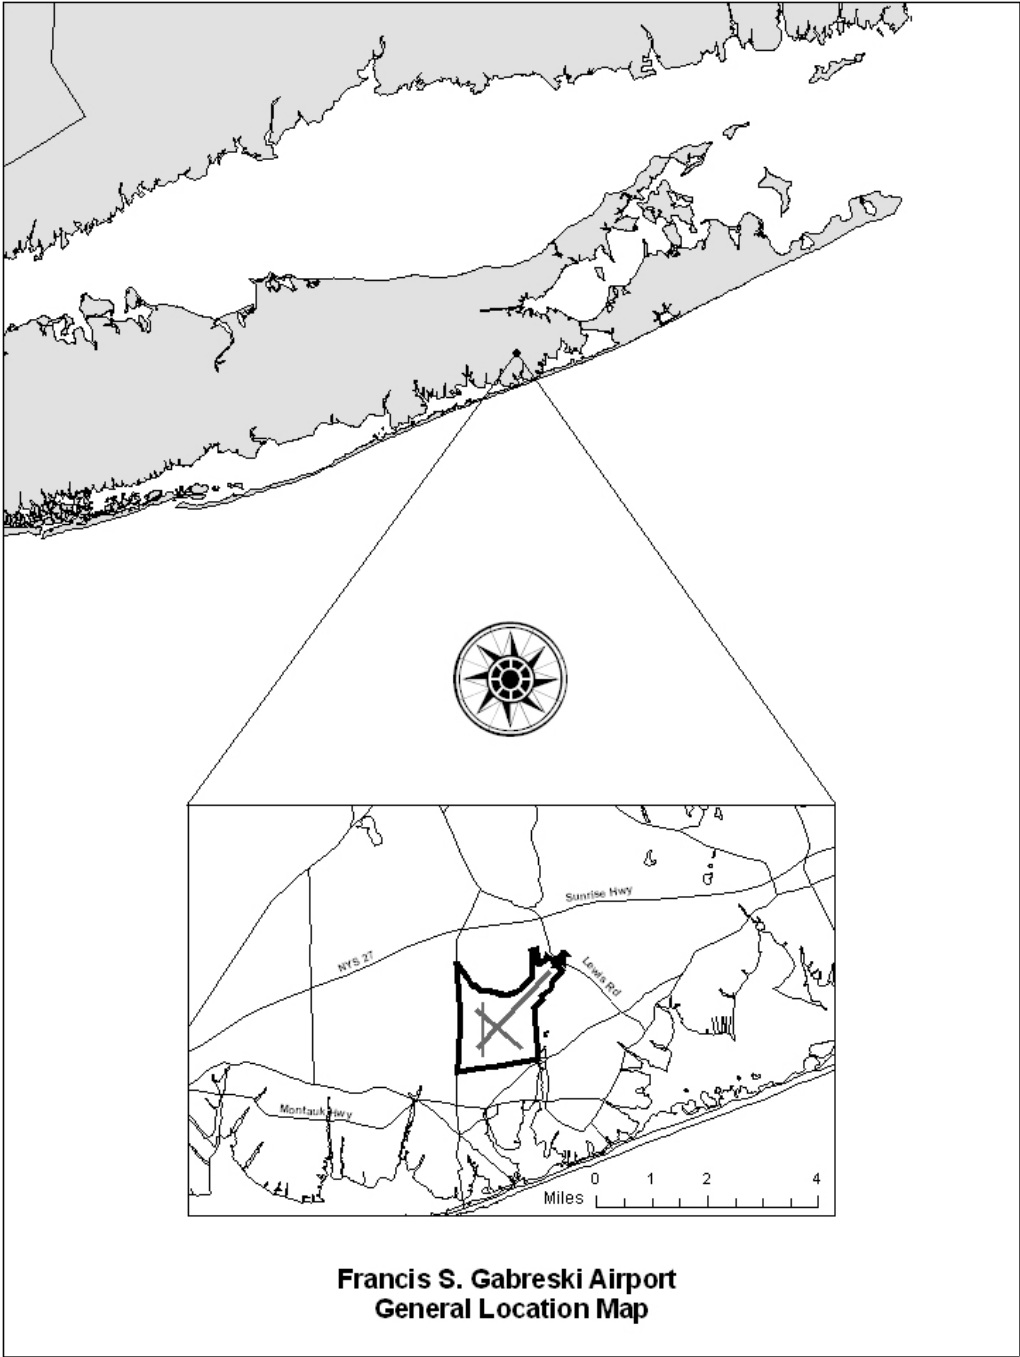 Sunrise Hwy
NYS 27
Lewis Rd
Montauk Hwy
0 1 2 4
Miles
Francis S. Gabreski Airport
General Location Map